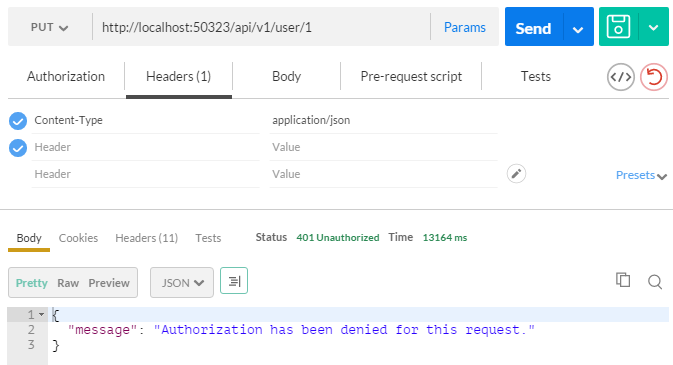 PUT http://localhost:50323/api/v1/user/1 Params Send
Authorization Headers (1) Body Pre-request script Tests </>
Content-Type application/json
Header Value
Header Value Presets
Body Cookies Headers (11) Tests Status 401 Unauthorized Time 13164 ms
Pretty Raw Preview JSON
1 {
2 "message": "Authorization has been denied for this request."
3 }